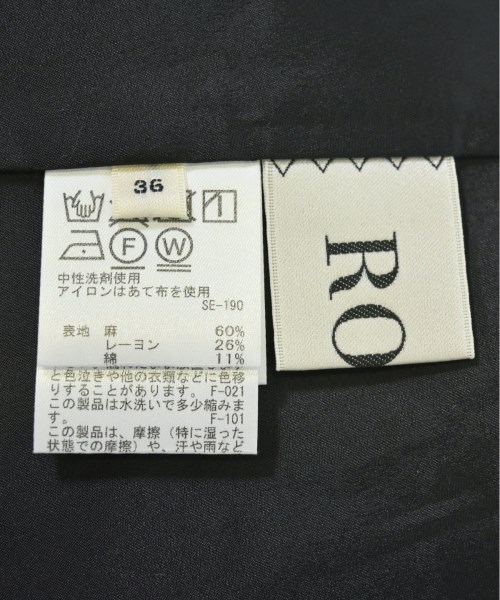 36
F
W
中性洗剤使用
アイロンはあて布を使用
SE-190
表地 麻 60%
レーヨン 26%
綿 11%
と色泣きや他の衣類などに色移
りすることがあります。 F-021
この製品は水洗いで多少縮みま
す。 F-101
この製品は、摩擦（特に湿った
状態での摩擦）や、汗や雨など
RO